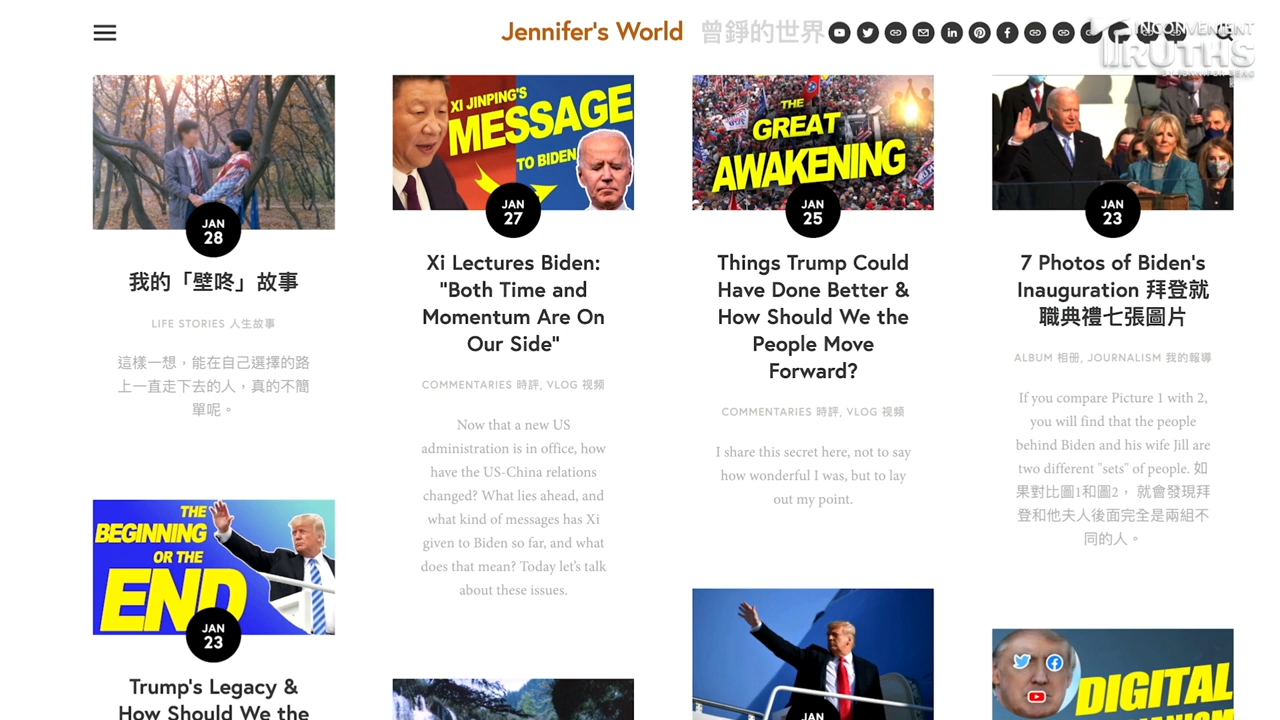 Jennifer's World 曾錚的世界
INCONVENIENT
TRUTHS
BY JENNIFER ZENG
JAN
28
我的「壁咚」故事
LIFE STORIES 人生故事
這樣一想，能在自己選擇的路
上一直走下去的人，真的不簡
單呢。
XI JINPING'S
MESSAGE
TO BIDEN
JAN
27
Xi Lectures Biden:
"Both Time and
Momentum Are On
Our Side"
COMMENTARIES 時評, VLOG 视频
Now that a new US
administration is in office, how
have the US-China relations
changed? What lies ahead, and
what kind of messages has Xi
given to Biden so far, and what
does that mean? Today let's talk
about these issues.
THE
GREAT
AWAKENING
JAN
25
Things Trump Could
Have Done Better &
How Should We the
People Move
Forward?
COMMENTARIES 時評, VLOG 视频
I share this secret here, not to say
how wonderful I was, but to lay
out my point.
JAN
23
7 Photos of Biden's
Inauguration 拜登就
職典禮七張圖片
ALBUM 相册, JOURNALISM 我的報導
If you compare Picture 1 with 2,
you will find that the people
behind Biden and his wife Jill are
two different "sets" of people. 如
果對比圖1和圖2， 就會發現拜
登和他夫人後面完全是兩組不
同的人。
THE
BEGINNING
OR THE
END
JAN
23
Trump's Legacy &
How Should We the
JAN
DIGITAL